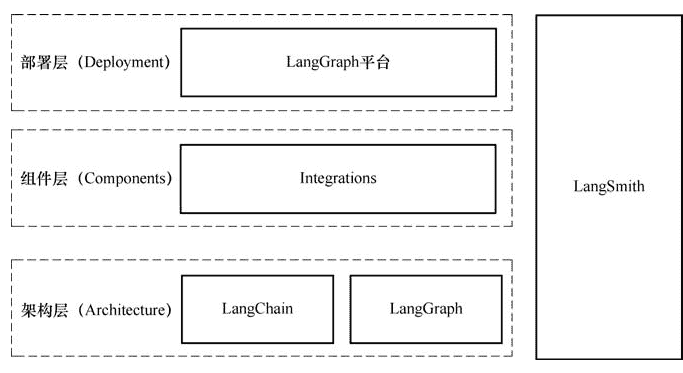 部署层（Deployment）
LangGraph平台
组件层（Components）
Integrations
架构层（Architecture）
LangChain
LangGraph
LangSmith